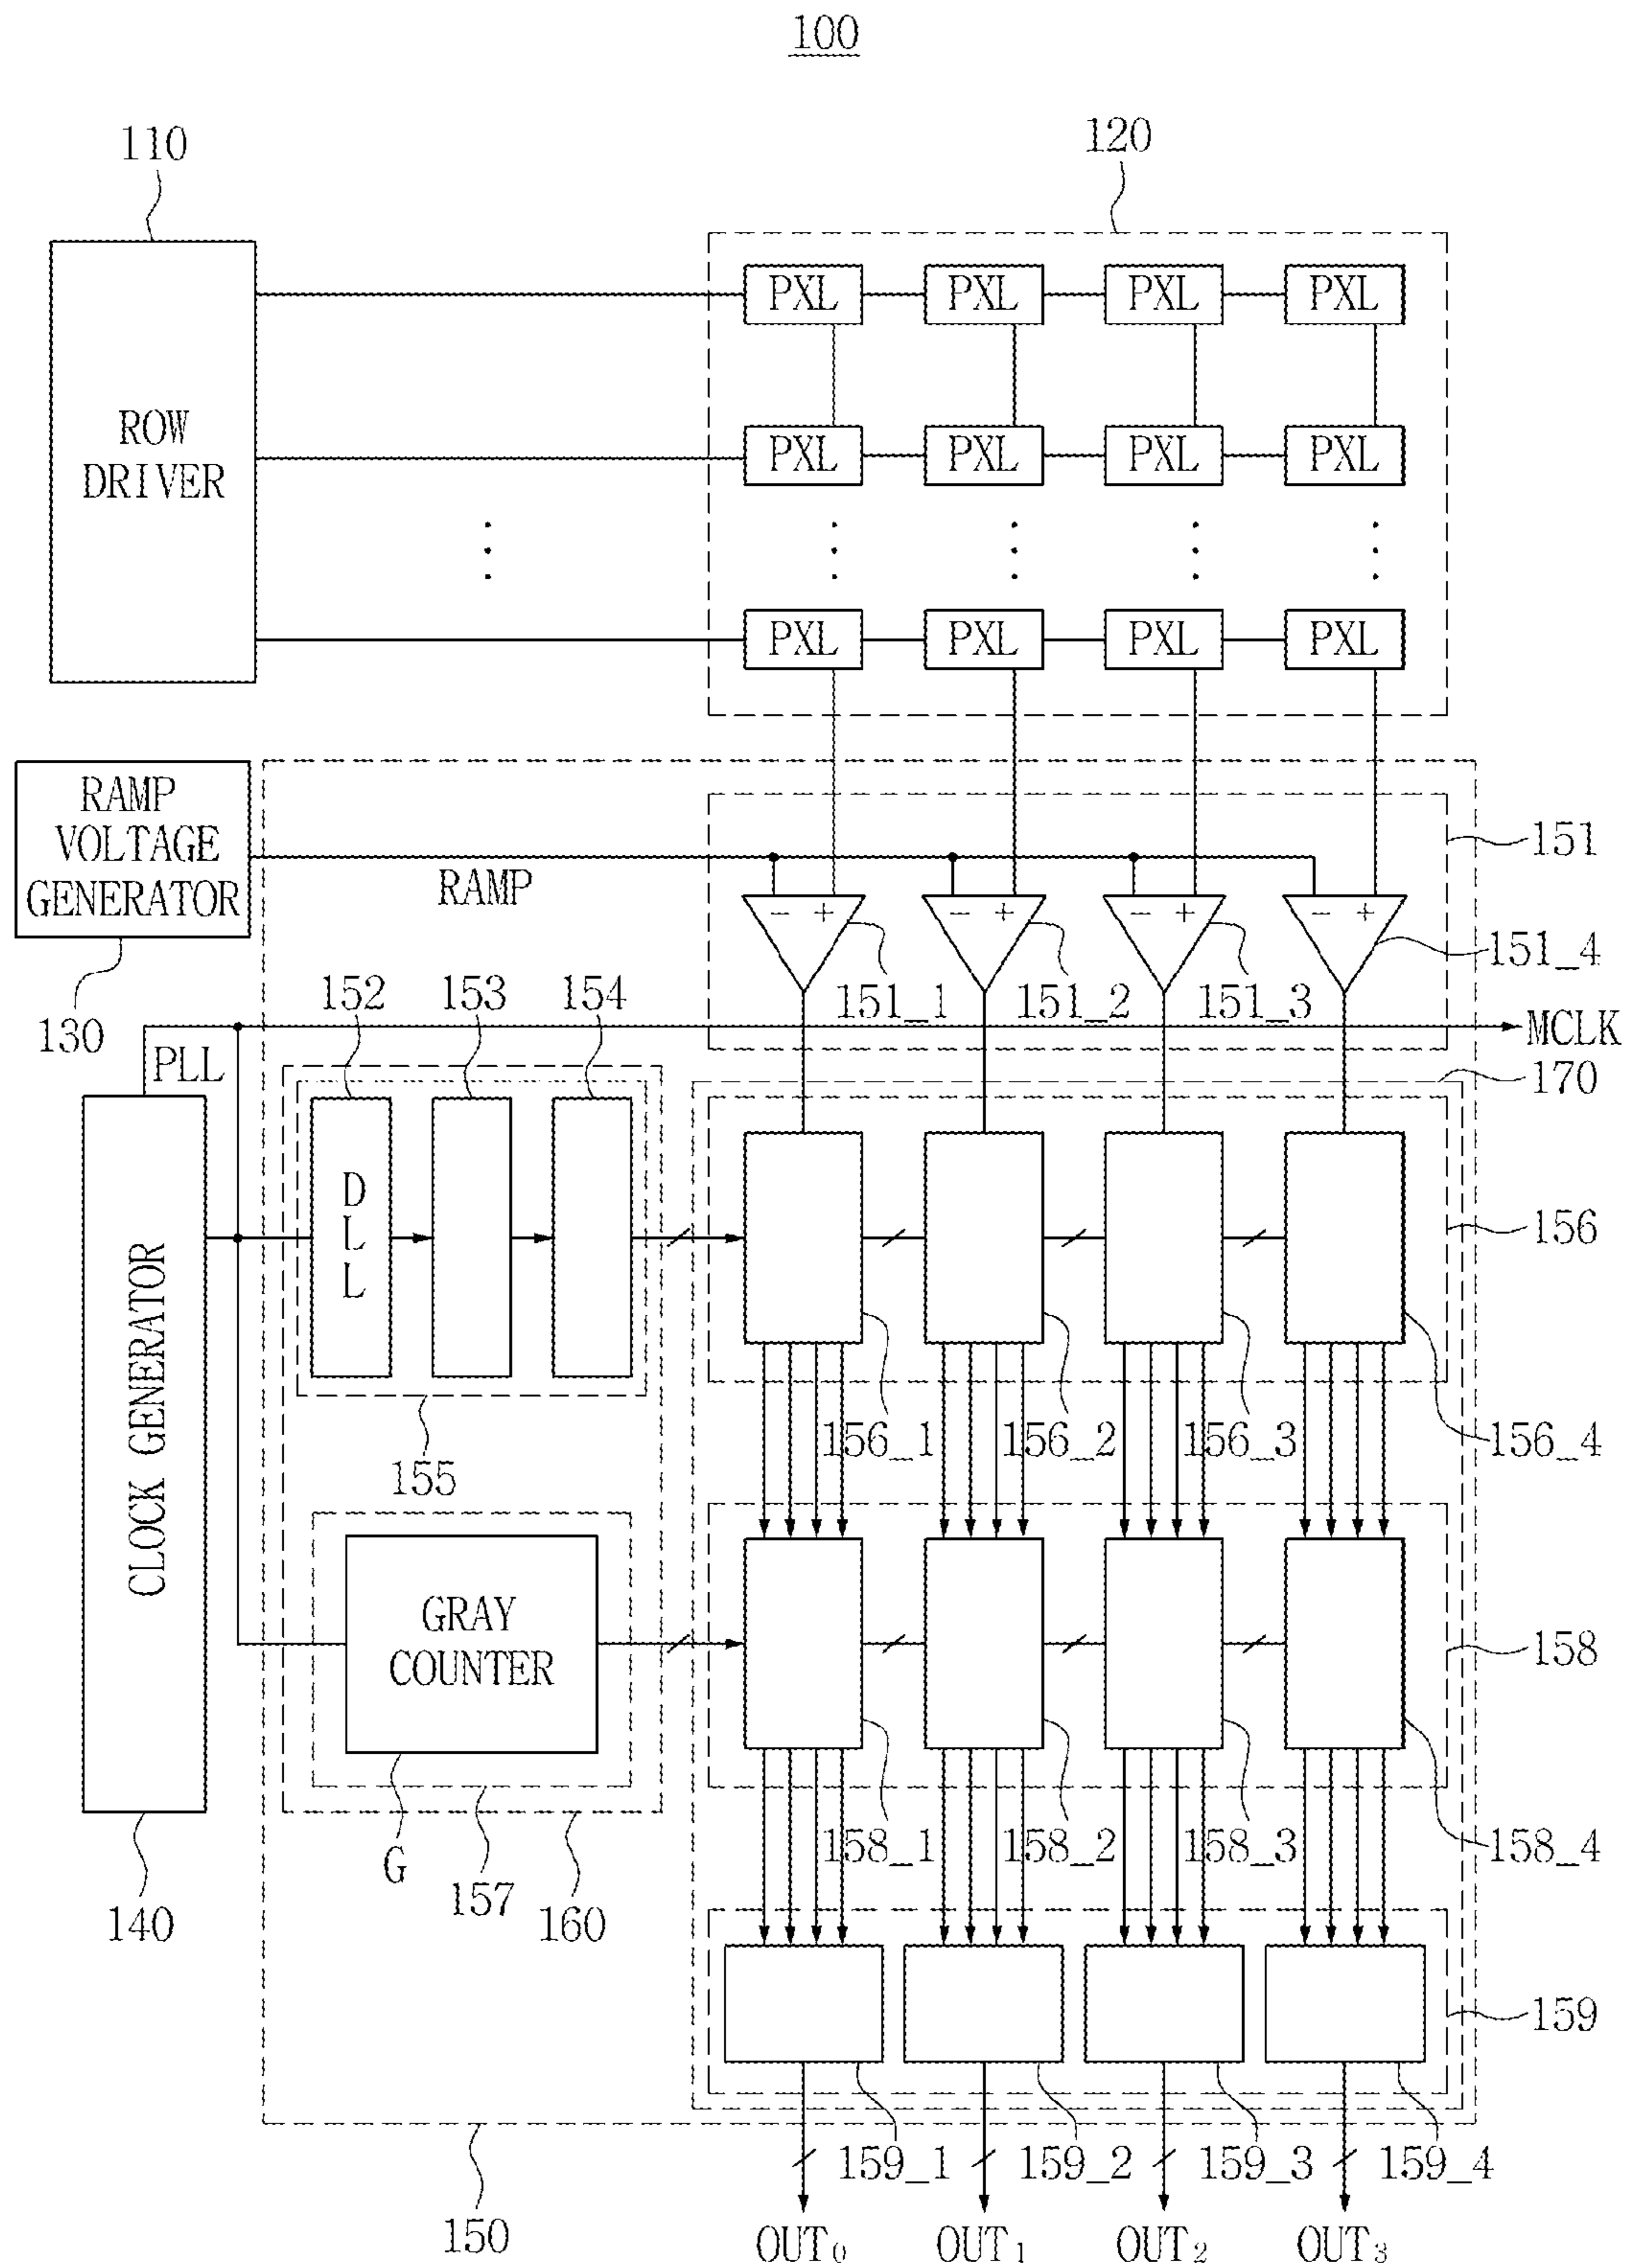 100
110
120
ROW
DRIVER
PXL PXL PXL PXL
PXL PXL PXL PXL
PXL PXL PXL PXL
RAMP
VOLTAGE
GENERATOR
130
RAMP
151
- + - + - + - +
151_1 151_2 151_3 151_4
152 153 154
MCLK
PLL
170
CLOCK GENERATOR
DLL
156
156_1 156_2 156_3 156_4
155
GRAY
COUNTER
158
158_1 158_2 158_3 158_4
G
157
160
140
159
159_1 159_2 159_3 159_4
150
OUT₀ OUT₁ OUT₂ OUT₃